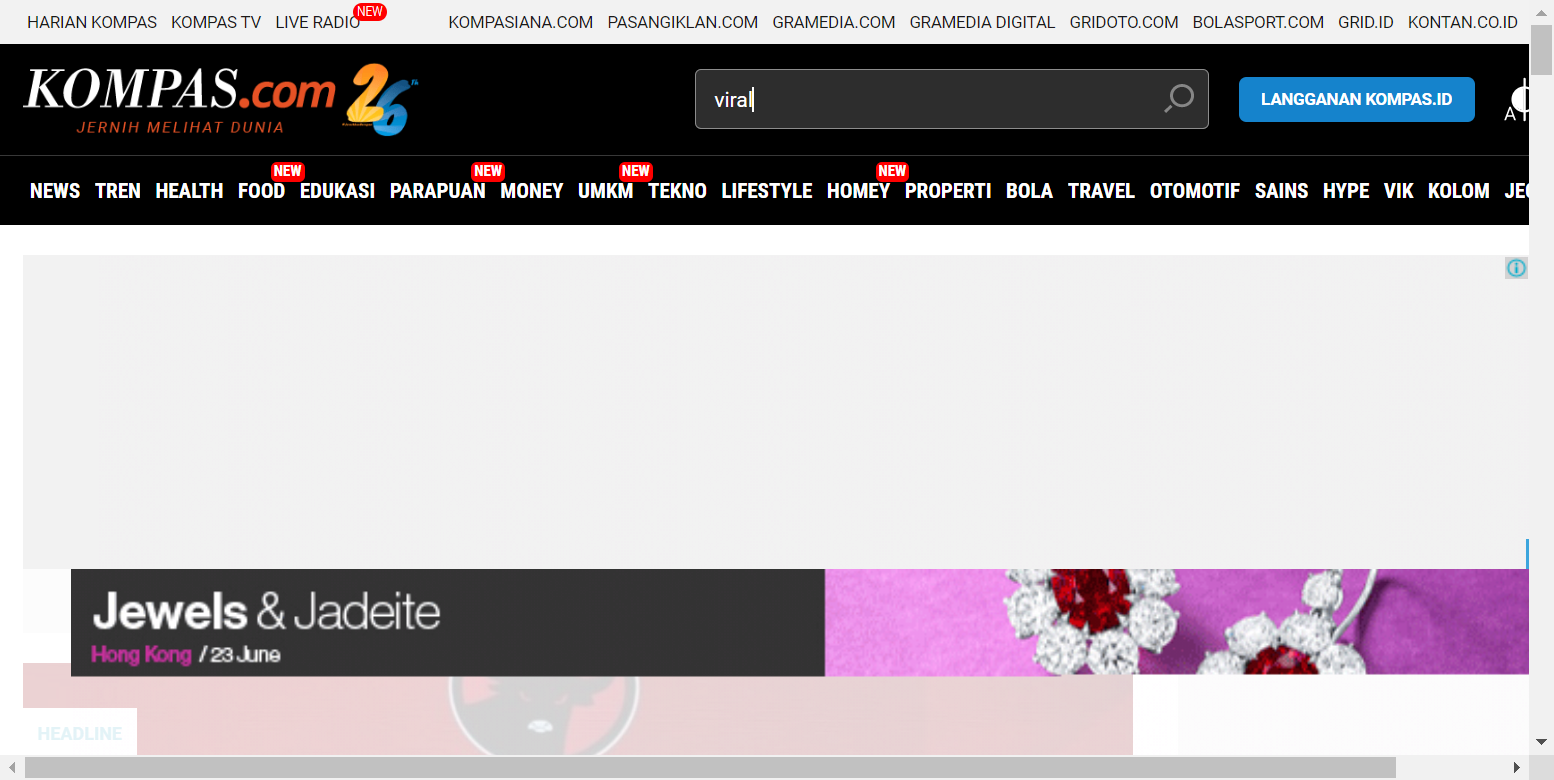 HARIAN KOMPAS KOMPAS TV LIVE RADIO NEW KOMPASIANA.COM PASANGIKLAN.COM GRAMEDIA.COM GRAMEDIA DIGITAL GRIDOTO.COM BOLASPORT.COM GRID.ID KONTAN.CO.ID
KOMPAS.com 26
JERNIH MELIHAT DUNIA
viral
LANGGANAN KOMPAS.ID
A
NEW NEW NEW NEW
NEWS TREN HEALTH FOOD EDUKASI PARAPUAN MONEY UMKM TEKNO LIFESTYLE HOMEY PROPERTI BOLA TRAVEL OTOMOTIF SAINS HYPE VIK KOLOM
Jewels & Jadeite
Hong Kong / 23 June
HEADLINE